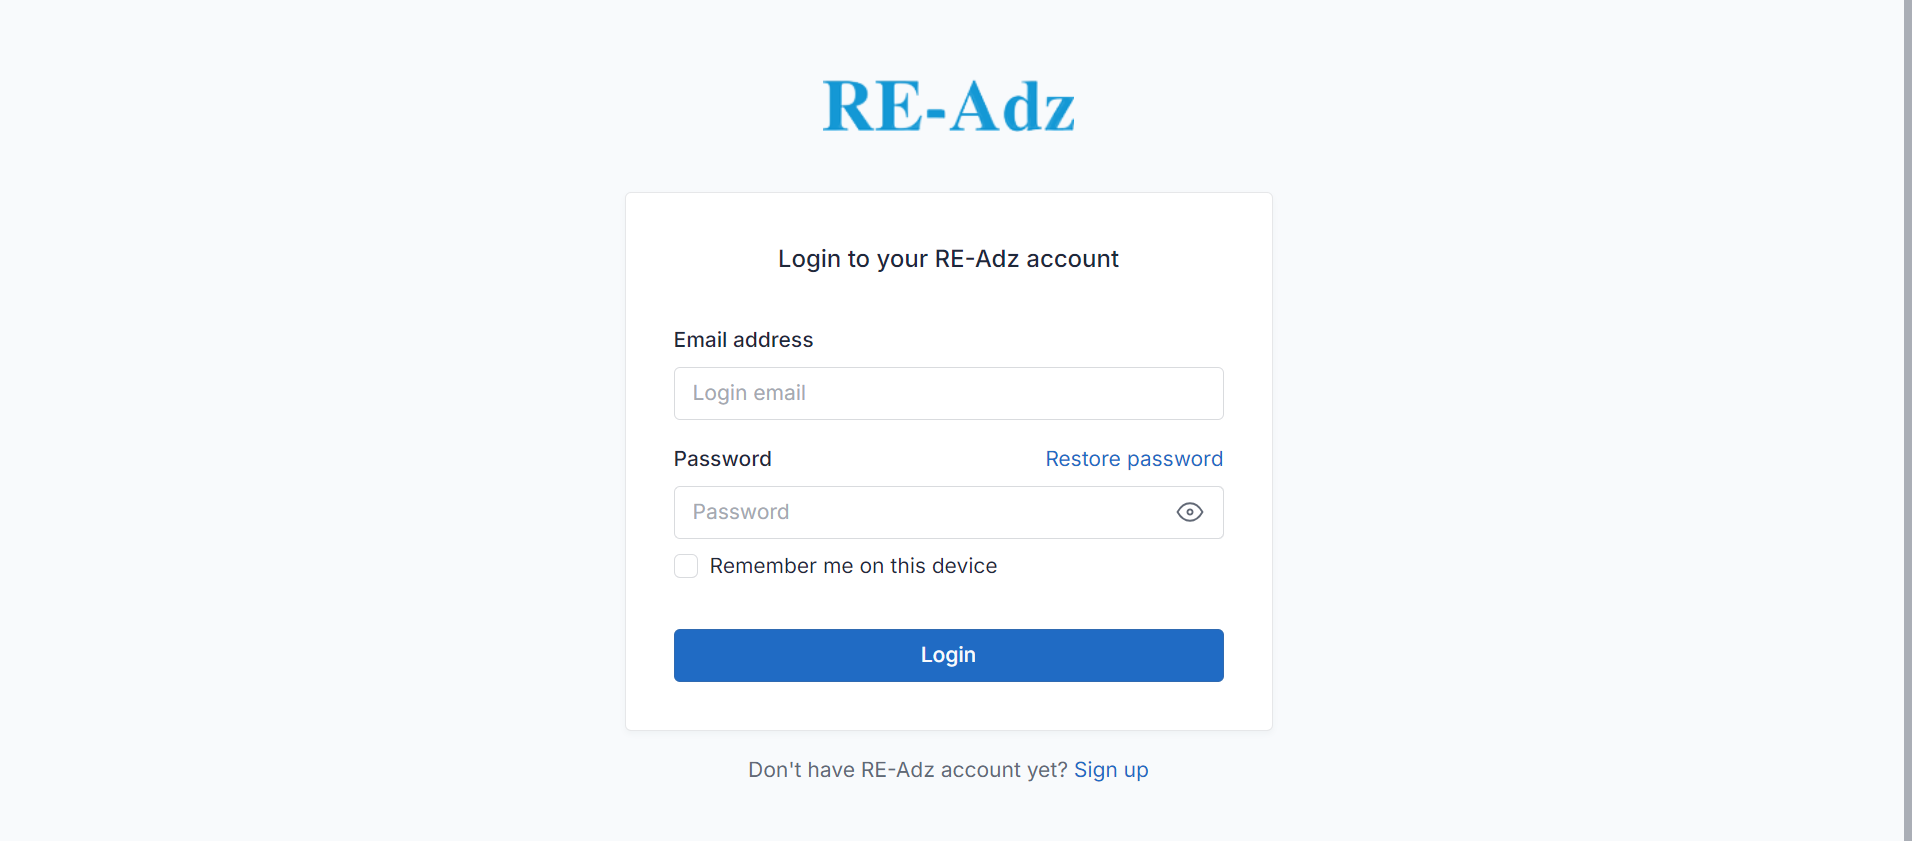 RE-Adz
Login to your RE-Adz account
Email address
Login email
Password Restore password
Password
Remember me on this device
Login
Don't have RE-Adz account yet? Sign up